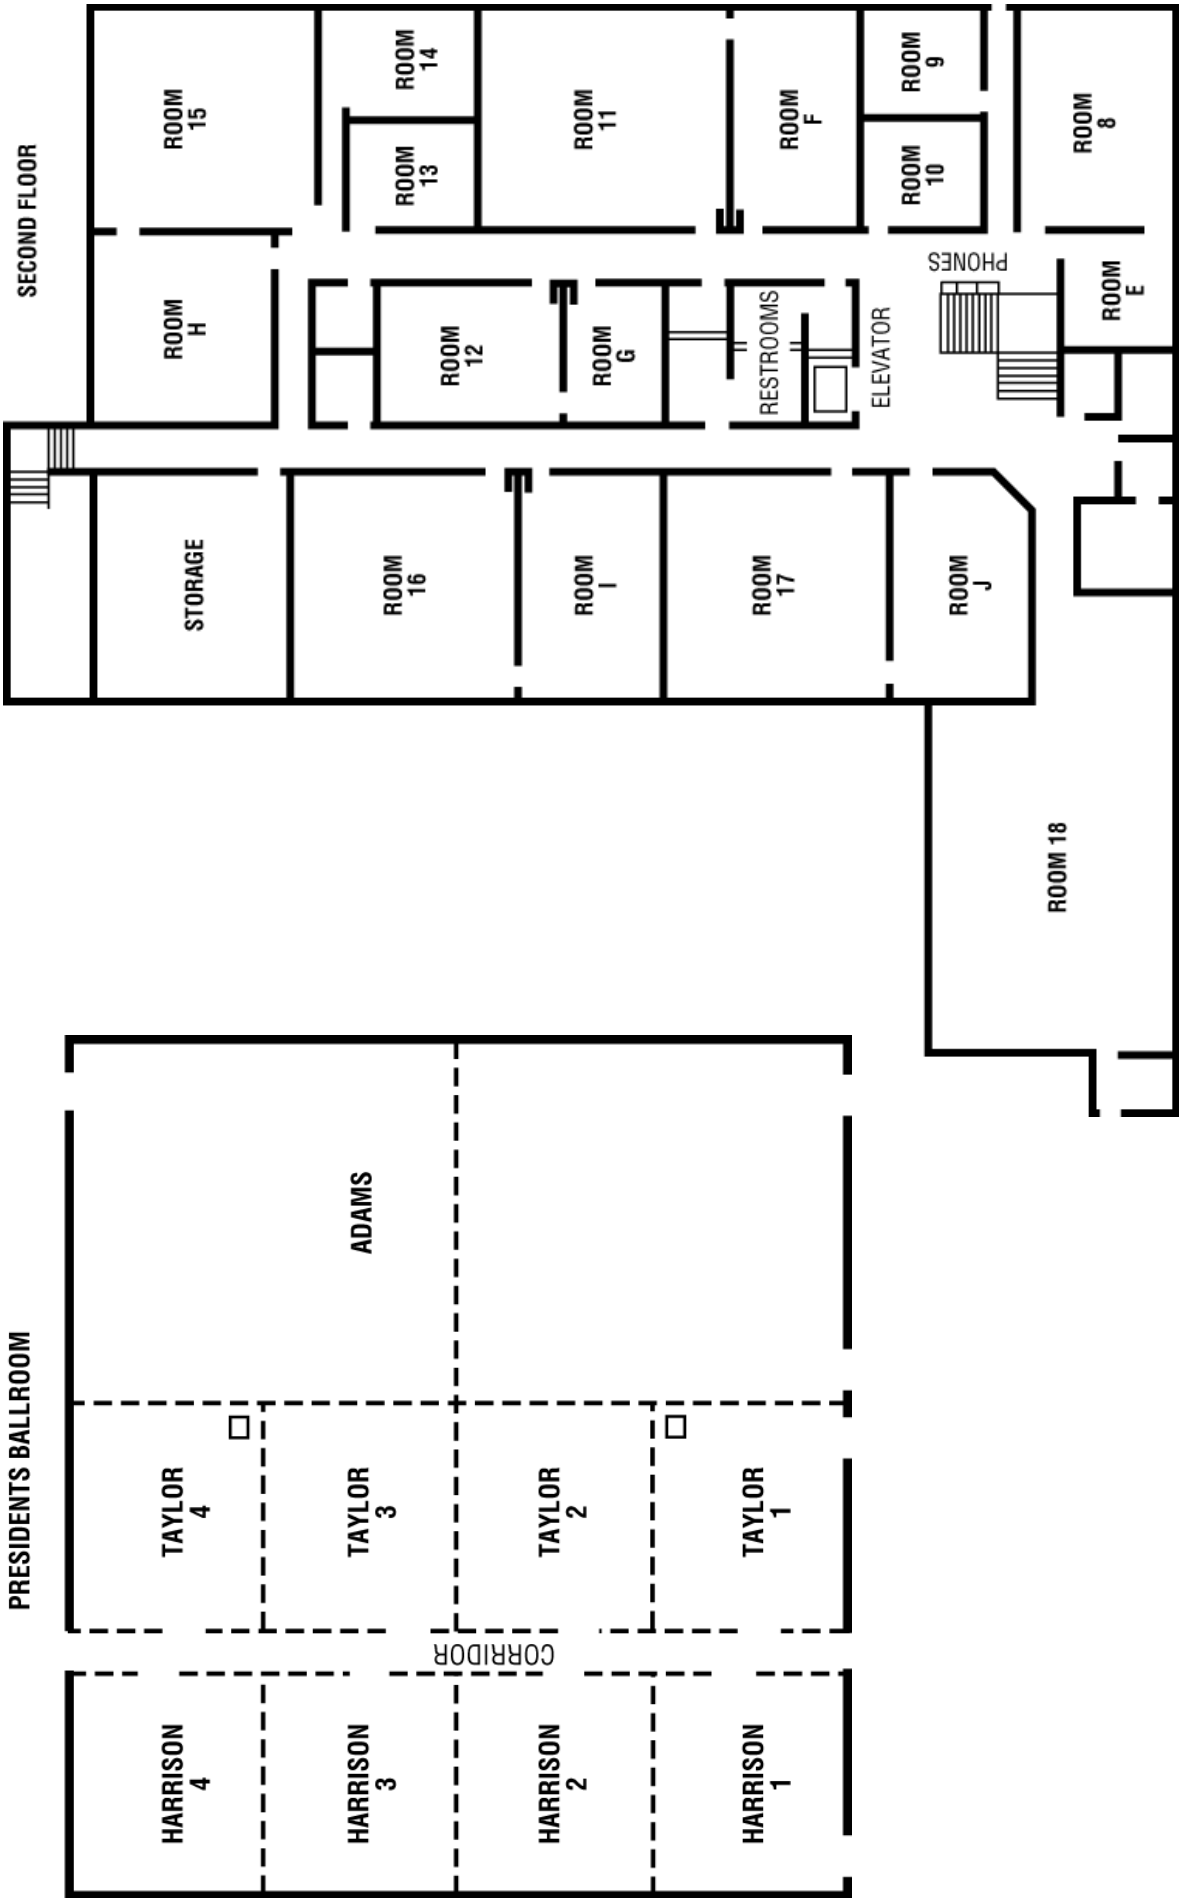 SECOND FLOOR
ROOM
15
ROOM
14
ROOM
13
ROOM
11
ROOM
F
ROOM
9
ROOM
10
ROOM
8
ROOM
H
ROOM
12
ROOM
G
RESTROOMS
ELEVATOR
PHONES
ROOM
E
STORAGE
ROOM
16
ROOM
I
ROOM
17
ROOM
J
ROOM 18
PRESIDENTS BALLROOM
ADAMS
TAYLOR
4
TAYLOR
3
TAYLOR
2
TAYLOR
1
CORRIDOR
HARRISON
4
HARRISON
3
HARRISON
2
HARRISON
1